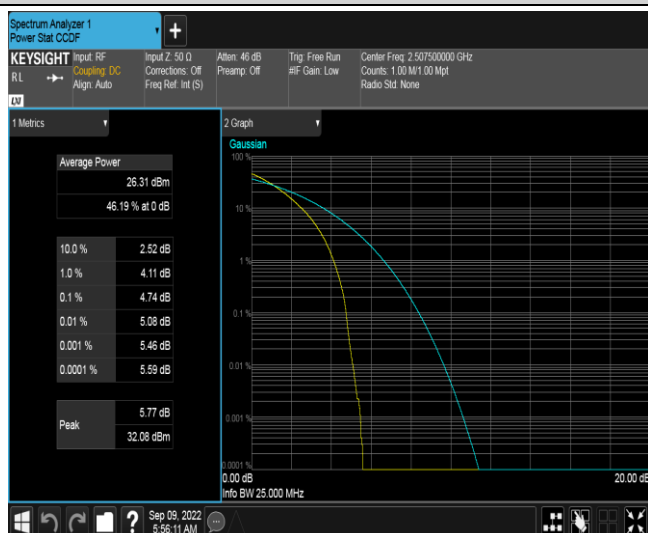 Spectrum Analyzer 1
Power Stat CCDF
+
KEYSIGHT
RL
LXI
Input: RF
Coupling: DC
Align: Auto
Input Z: 50 Ω
Corrections: Off
Freq Ref: Int (S)
Atten: 46 dB
Preamp: Off
Trig: Free Run
#IF Gain: Low
Center Freq: 2.507500000 GHz
Counts: 1.00 M/1.00 Mpt
Radio Std: None
1 Metrics
Average Power
26.31 dBm
46.19 % at 0 dB
10.0 % 2.52 dB
1.0 % 4.11 dB
0.1 % 4.74 dB
0.01 % 5.08 dB
0.001 % 5.46 dB
0.0001 % 5.59 dB
Peak 5.77 dB
32.08 dBm
2 Graph
Gaussian
100 %
10 %
1 %
0.1 %
0.01 %
0.001 %
0.0001 %
0.00 dB 20.00 dB
Info BW 25.000 MHz
?
Sep 09, 2022
5:56:11 AM